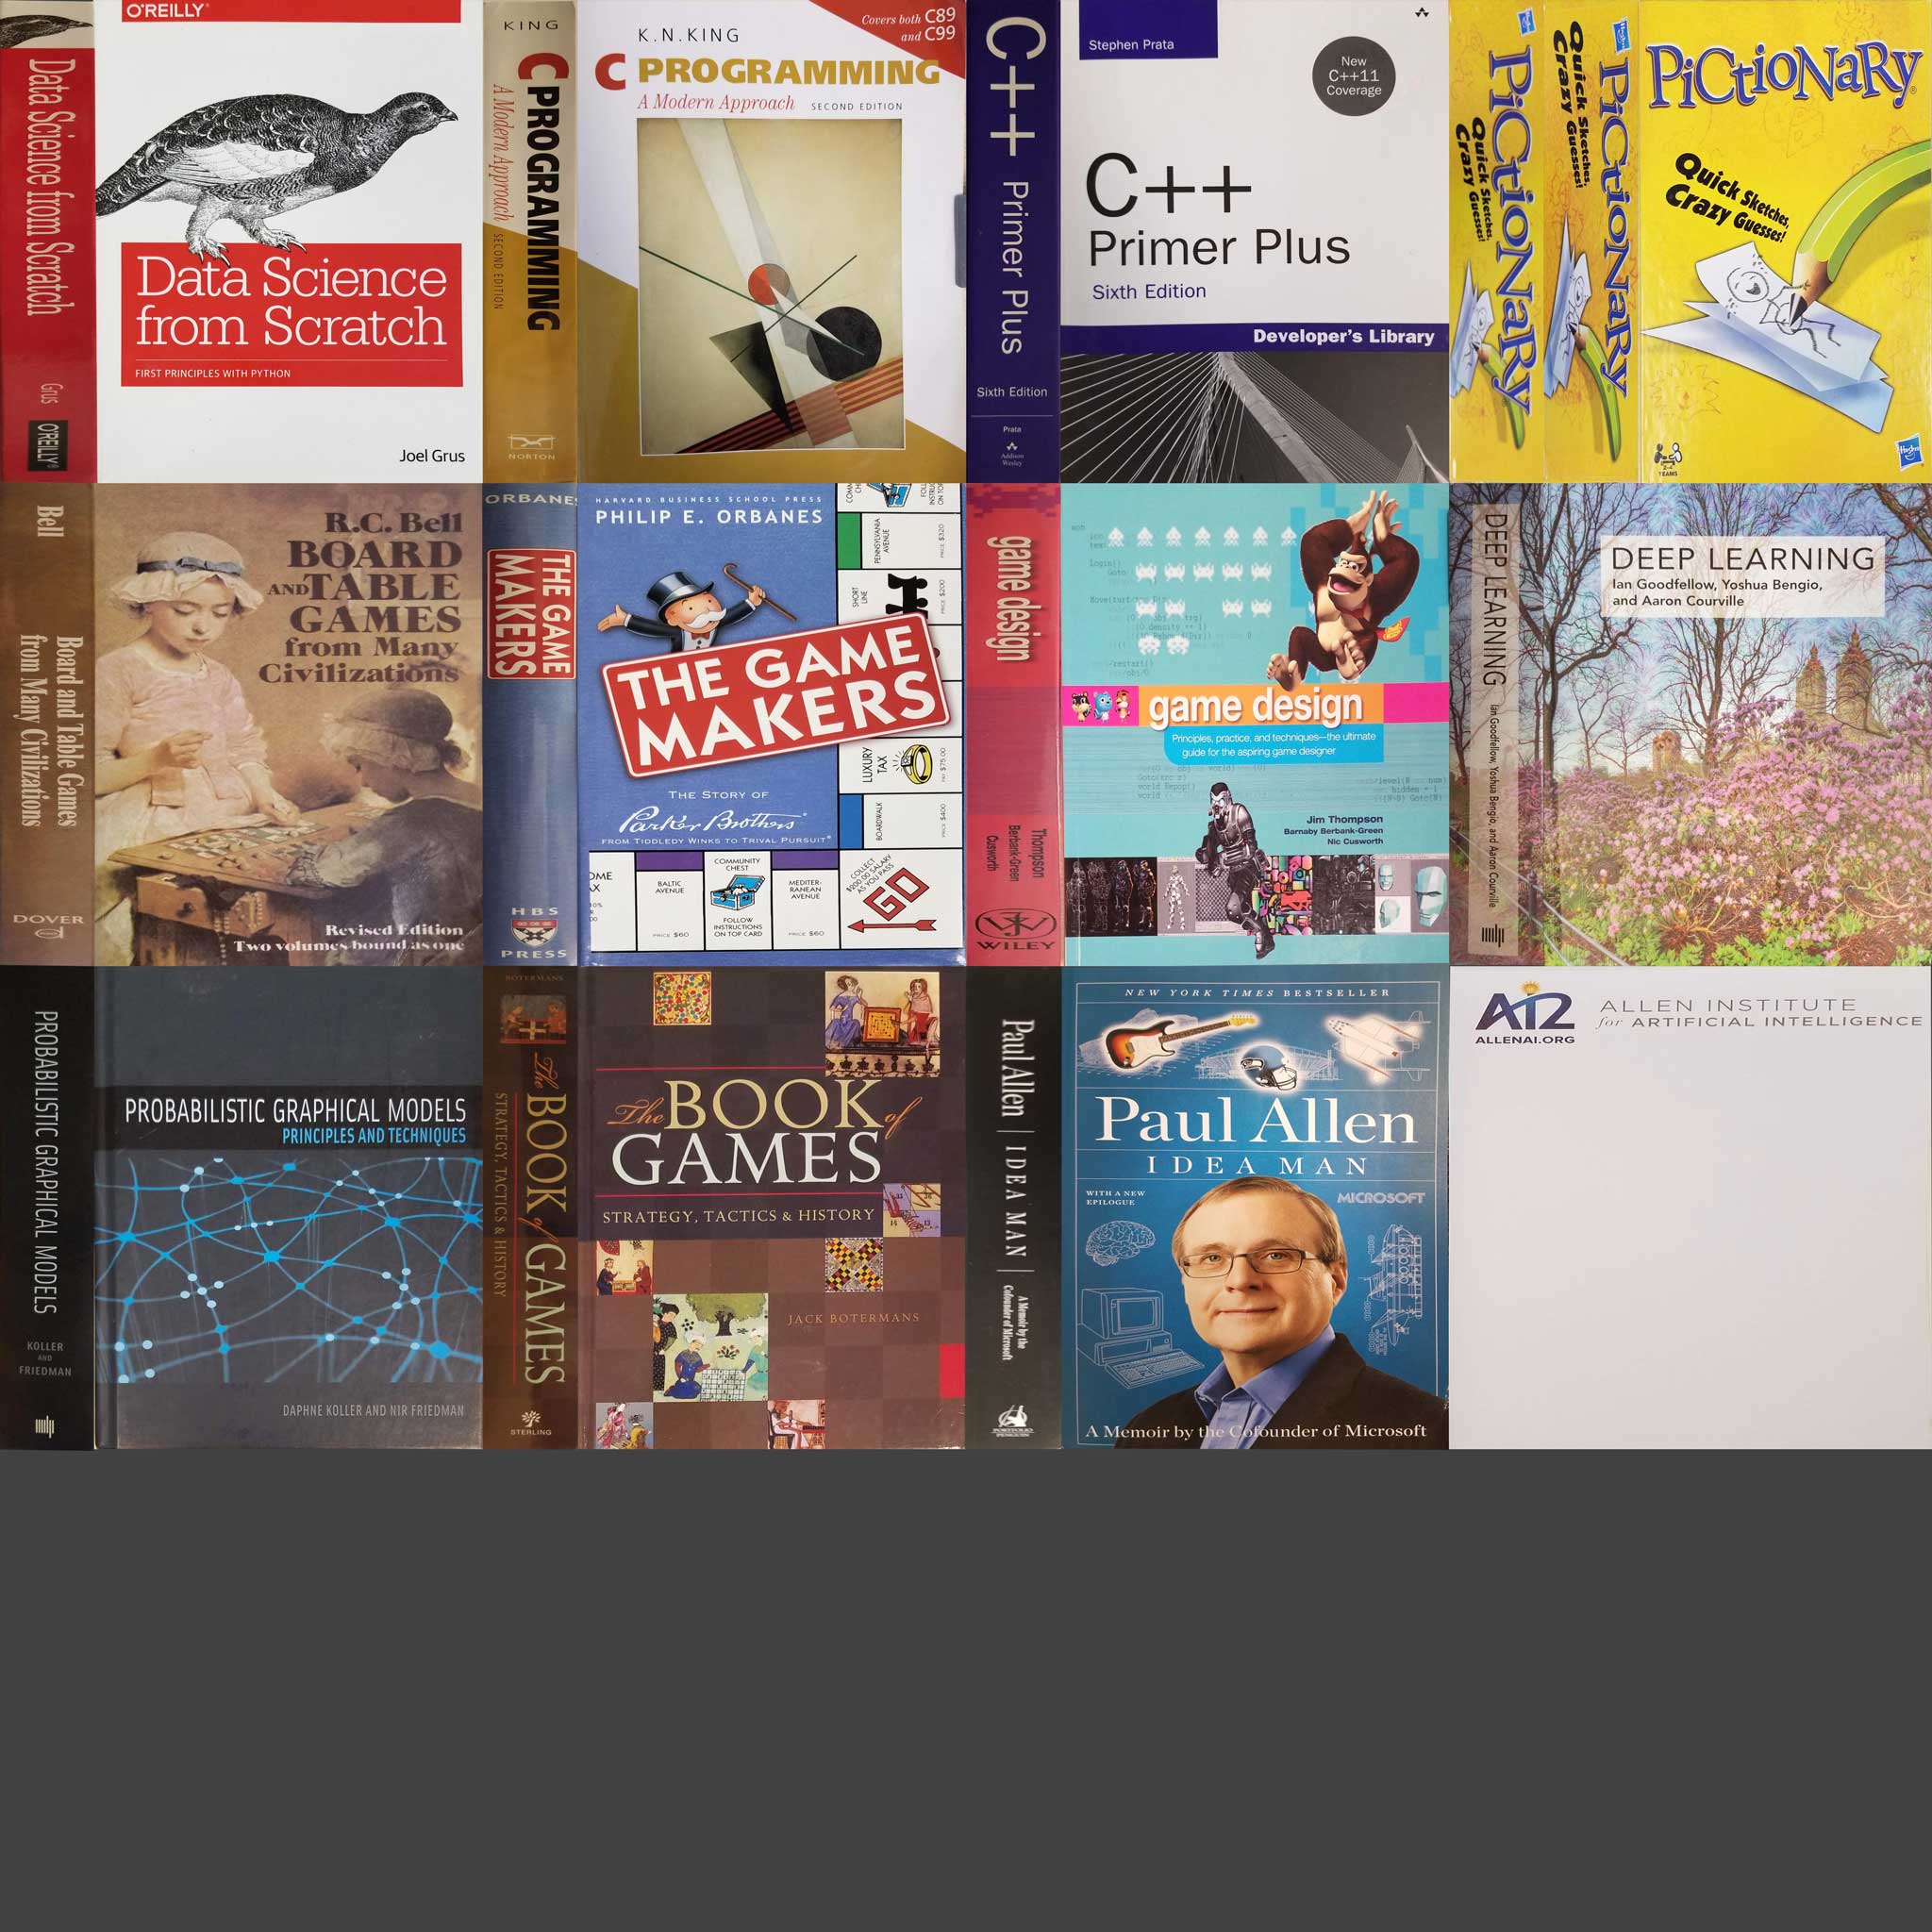 Data Science from Scratch
Grus
O'REILLY®
O'REILLY®
Data Science
from Scratch
FIRST PRINCIPLES WITH PYTHON
Joel Grus
KING
C PROGRAMMING
A Modern Approach
SECOND EDITION
NORTON
Covers both C89
and C99
K.N.KING
C PROGRAMMING
A Modern Approach SECOND EDITION
C++ Primer Plus
Sixth Edition
Prata
Addison
Wesley
Stephen Prata
New
C++11
Coverage
C++
Primer Plus
Sixth Edition
Developer's Library
Hasbro
PiCtioNaRy
Quick Sketches,
Crazy Guesses!
Hasbro
PiCtioNaRy
Quick Sketches,
Crazy Guesses!
PiCtioNaRy®
Quick Sketches,
Crazy Guesses!
2-4
TEAMS
Hasbro
Bell
Board and Table Games
from Many Civilizations
DOVER
R.C. Bell
BOARD
AND TABLE
GAMES
from Many
Civilizations
Revised Edition
Two volumes bound as one
ORBANES
THE GAME
MAKERS
HBS
PRESS
HARVARD BUSINESS SCHOOL PRESS
PHILIP E. ORBANES
PENNSYLVANIA
AVENUE
PRICE $320
SHORT
LINE
PRICE $200
THE GAME
MAKERS
LUXURY
TAX
PAY $75.00
THE STORY OF
Parker Brothers®
FROM TIDDLEDY WINKS TO TRIVAL PURSUIT®
BOARDWALK
PRICE $400
OME
AX
BALTIC
AVENUE
PRICE $60
COMMUNITY
CHEST
FOLLOW
INSTRUCTIONS
ON TOP CARD
MEDITER-
RANEAN
AVENUE
PRICE $60
COLLECT
$200.00 SALARY
AS YOU PASS
GO
game design
Thompson
Berbank-Green
Cusworth
WILEY
game design
Principles, practice, and techniques—the ultimate
guide for the aspiring game designer
Jim Thompson
Barnaby Berbank-Green
Nic Cusworth
DEEP LEARNING
Ian Goodfellow, Yoshua Bengio, and Aaron Courville
DEEP LEARNING
Ian Goodfellow, Yoshua Bengio,
and Aaron Courville
PROBABILISTIC GRAPHICAL MODELS
KOLLER
AND
FRIEDMAN
PROBABILISTIC GRAPHICAL MODELS
PRINCIPLES AND TECHNIQUES
DAPHNE KOLLER AND NIR FRIEDMAN
BOTERMANS
The BOOK of GAMES
STRATEGY, TACTICS & HISTORY
STERLING
The BOOK of
GAMES
STRATEGY, TACTICS & HISTORY
JACK BOTERMANS
Paul Allen | IDEA MAN |
A Memoir by the
Cofounder of Microsoft
NEW YORK TIMES BESTSELLER
Paul Allen
IDEA MAN
WITH A NEW
EPILOGUE
MICROSOFT
A Memoir by the Cofounder of Microsoft
AI2
ALLENAI.ORG
ALLEN INSTITUTE
for ARTIFICIAL INTELLIGENCE